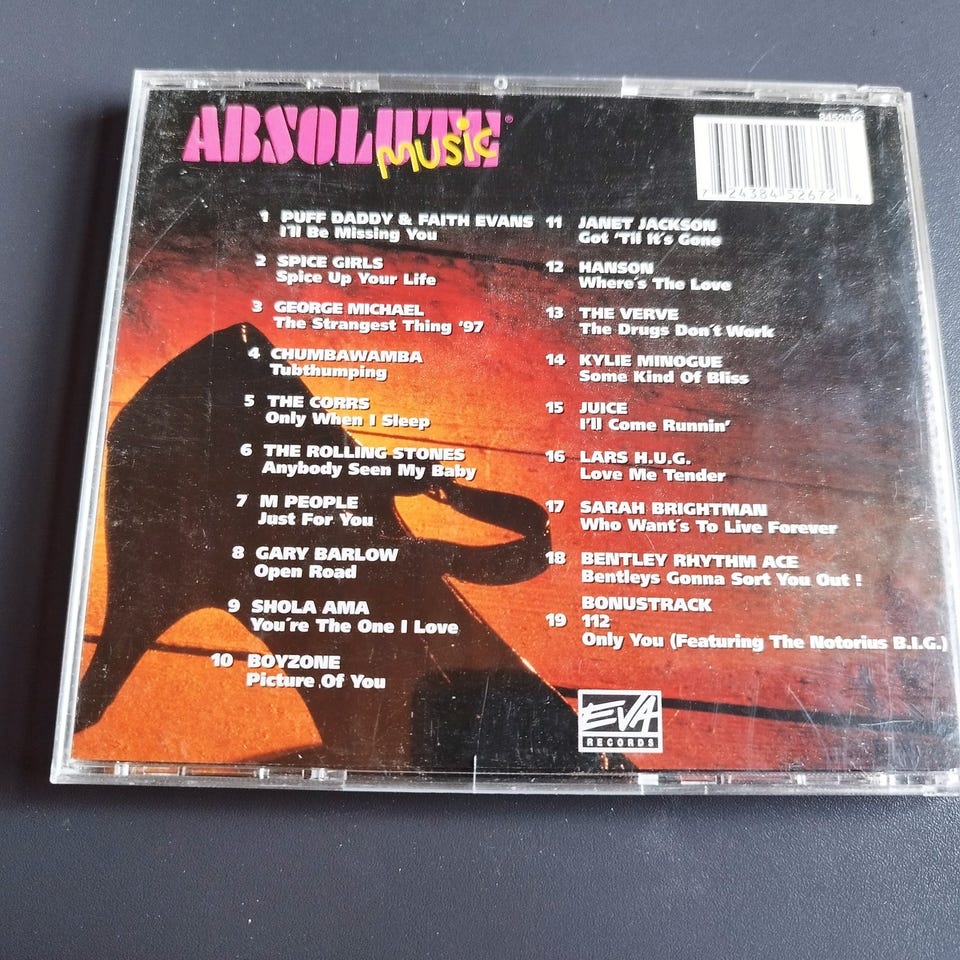 ABSOLUTE®
MUSIC
8452672
7 24384 52672 6
1 PUFF DADDY & FAITH EVANS
I'll Be Missing You
2 SPICE GIRLS
Spice Up Your Life
3 GEORGE MICHAEL
The Strangest Thing '97
4 CHUMBAWAMBA
Tubthumping
5 THE CORRS
Only When I Sleep
6 THE ROLLING STONES
Anybody Seen My Baby
7 M PEOPLE
Just For You
8 GARY BARLOW
Open Road
9 SHOLA AMA
You're The One I Love
10 BOYZONE
Picture Of You
11 JANET JACKSON
Got 'Til It's Gone
12 HANSON
Where's The Love
13 THE VERVE
The Drugs Don't Work
14 KYLIE MINOGUE
Some Kind Of Bliss
15 JUICE
I'll Come Runnin'
16 LARS H.U.G.
Love Me Tender
17 SARAH BRIGHTMAN
Who Want's To Live Forever
18 BENTLEY RHYTHM ACE
Bentleys Gonna Sort You Out !
BONUSTRACK
19 112
Only You (Featuring The Notorius B.I.G.)
EVA
RECORDS